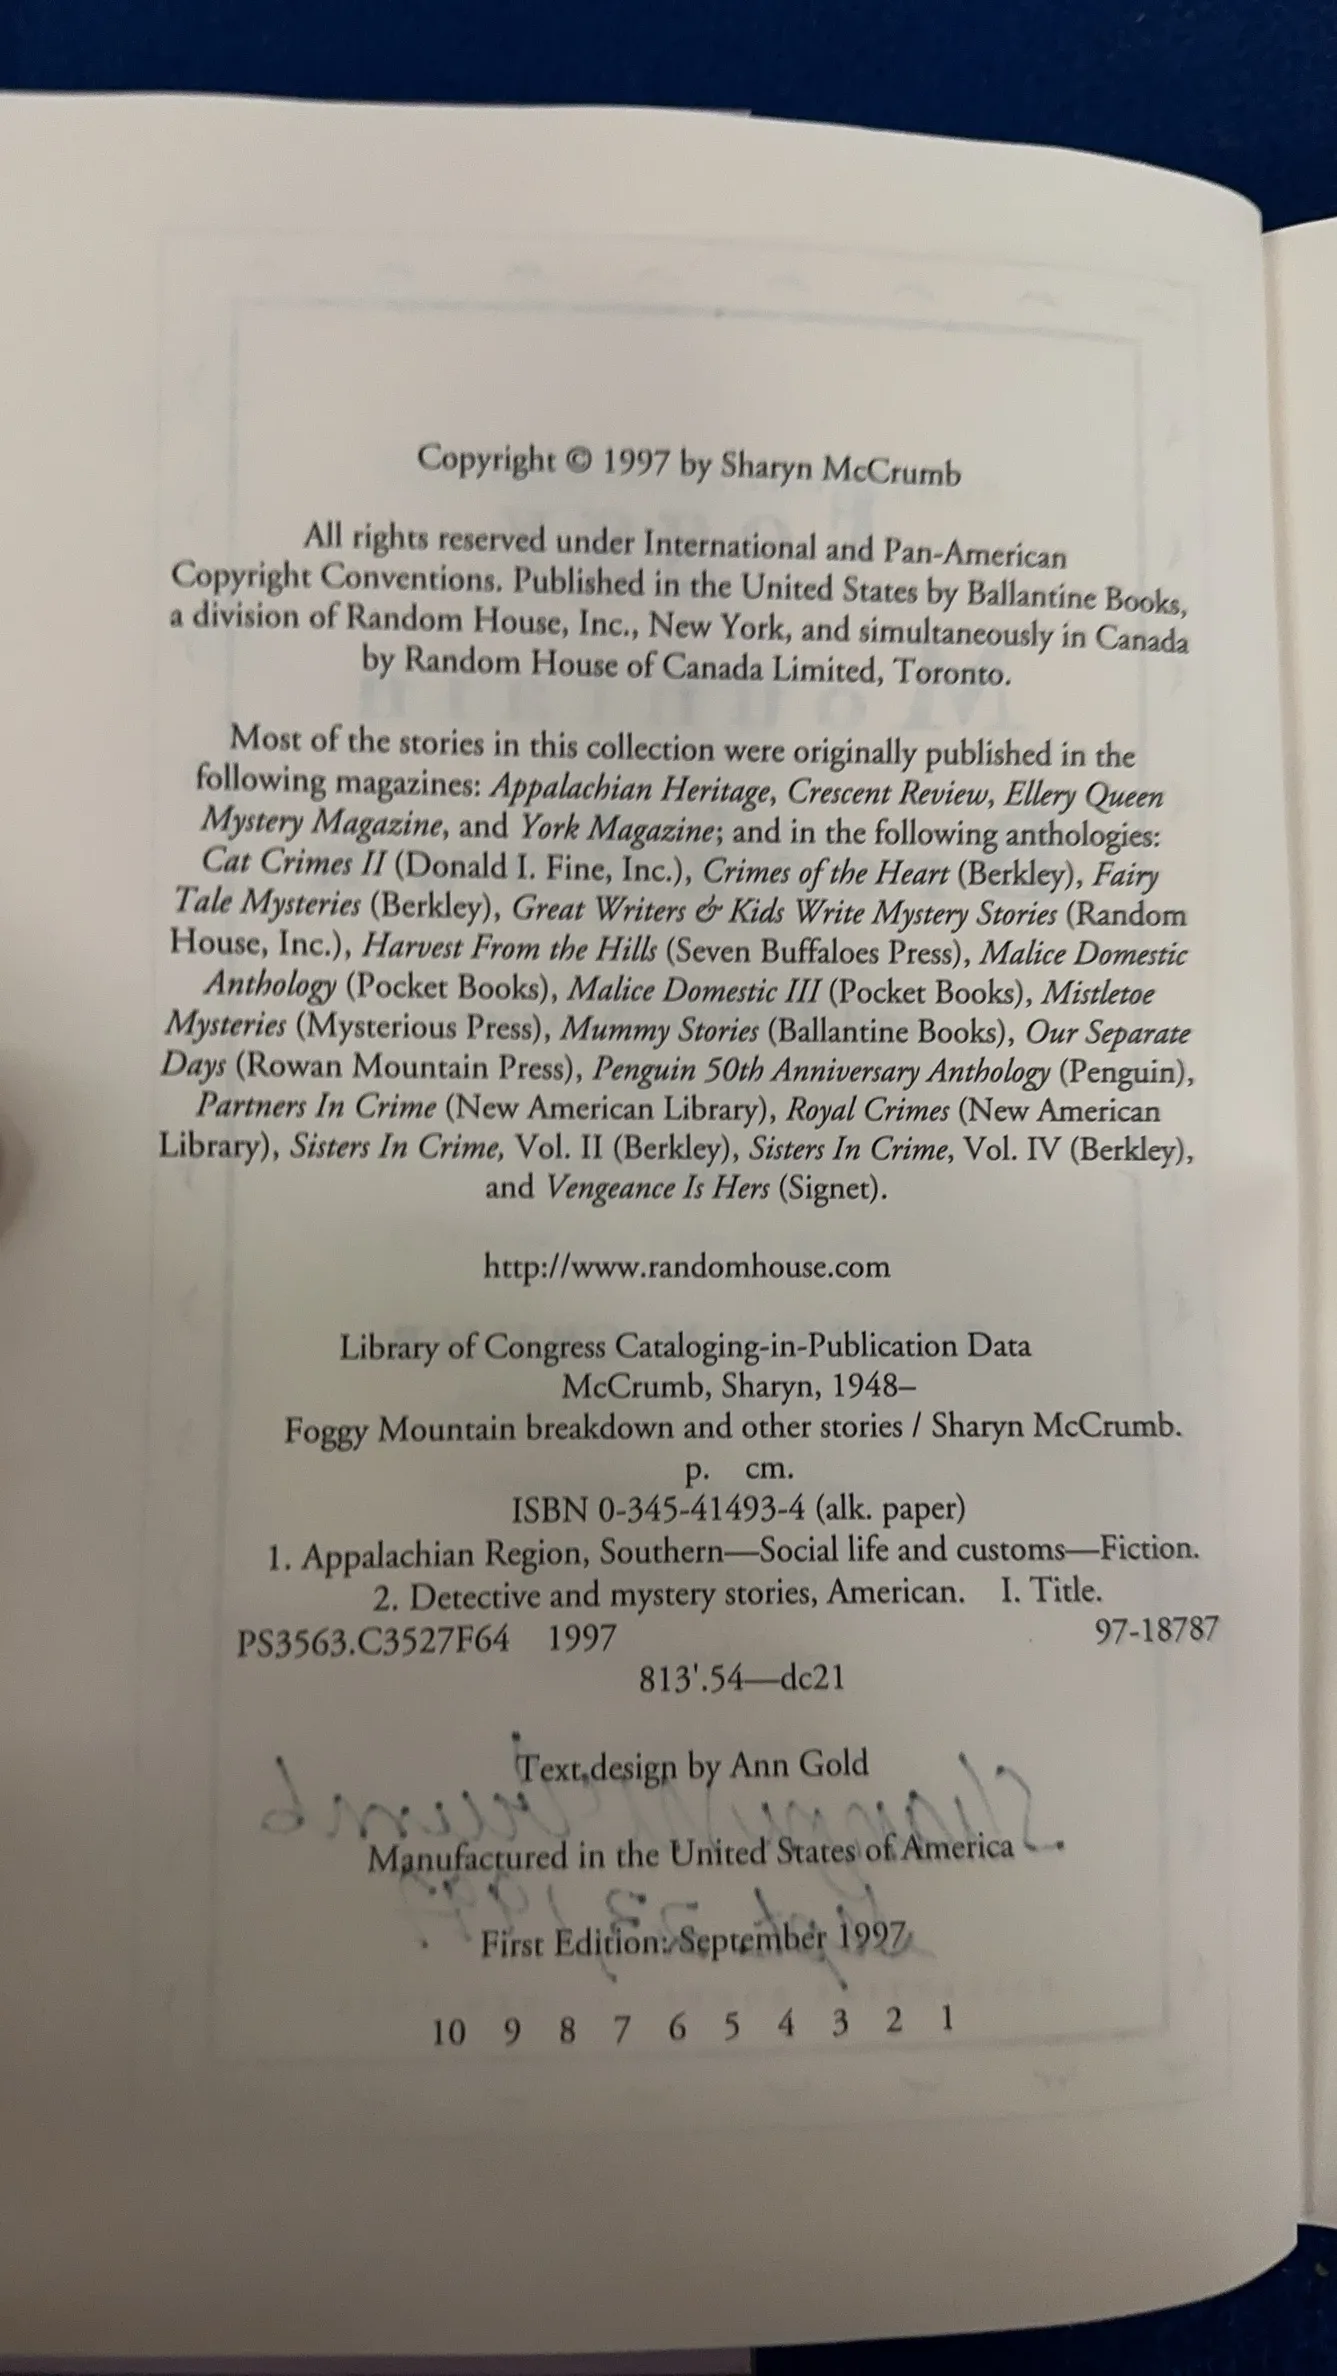 Copyright © 1997 by Sharyn McCrumb
All rights reserved under International and Pan-American
Copyright Conventions. Published in the United States by Ballantine Books,
a division of Random House, Inc., New York, and simultaneously in Canada
by Random House of Canada Limited, Toronto.
Most of the stories in this collection were originally published in the
following magazines: Appalachian Heritage, Crescent Review, Ellery Queen
Mystery Magazine, and York Magazine; and in the following anthologies:
Cat Crimes II (Donald I. Fine, Inc.), Crimes of the Heart (Berkley), Fairy
Tale Mysteries (Berkley), Great Writers & Kids Write Mystery Stories (Random
House, Inc.), Harvest From the Hills (Seven Buffaloes Press), Malice Domestic
Anthology (Pocket Books), Malice Domestic III (Pocket Books), Mistletoe
Mysteries (Mysterious Press), Mummy Stories (Ballantine Books), Our Separate
Days (Rowan Mountain Press), Penguin 50th Anniversary Anthology (Penguin),
Partners In Crime (New American Library), Royal Crimes (New American
Library), Sisters In Crime, Vol. II (Berkley), Sisters In Crime, Vol. IV (Berkley),
and Vengeance Is Hers (Signet).
http://www.randomhouse.com
Library of Congress Cataloging-in-Publication Data
McCrumb, Sharyn, 1948–
Foggy Mountain breakdown and other stories / Sharyn McCrumb.
p. cm.
ISBN 0-345-41493-4 (alk. paper)
1. Appalachian Region, Southern—Social life and customs—Fiction.
2. Detective and mystery stories, American. I. Title.
PS3563.C3527F64 1997 97-18787
813'.54—dc21
Text design by Ann Gold
Manufactured in the United States of America
First Edition: September 1997
10 9 8 7 6 5 4 3 2 1